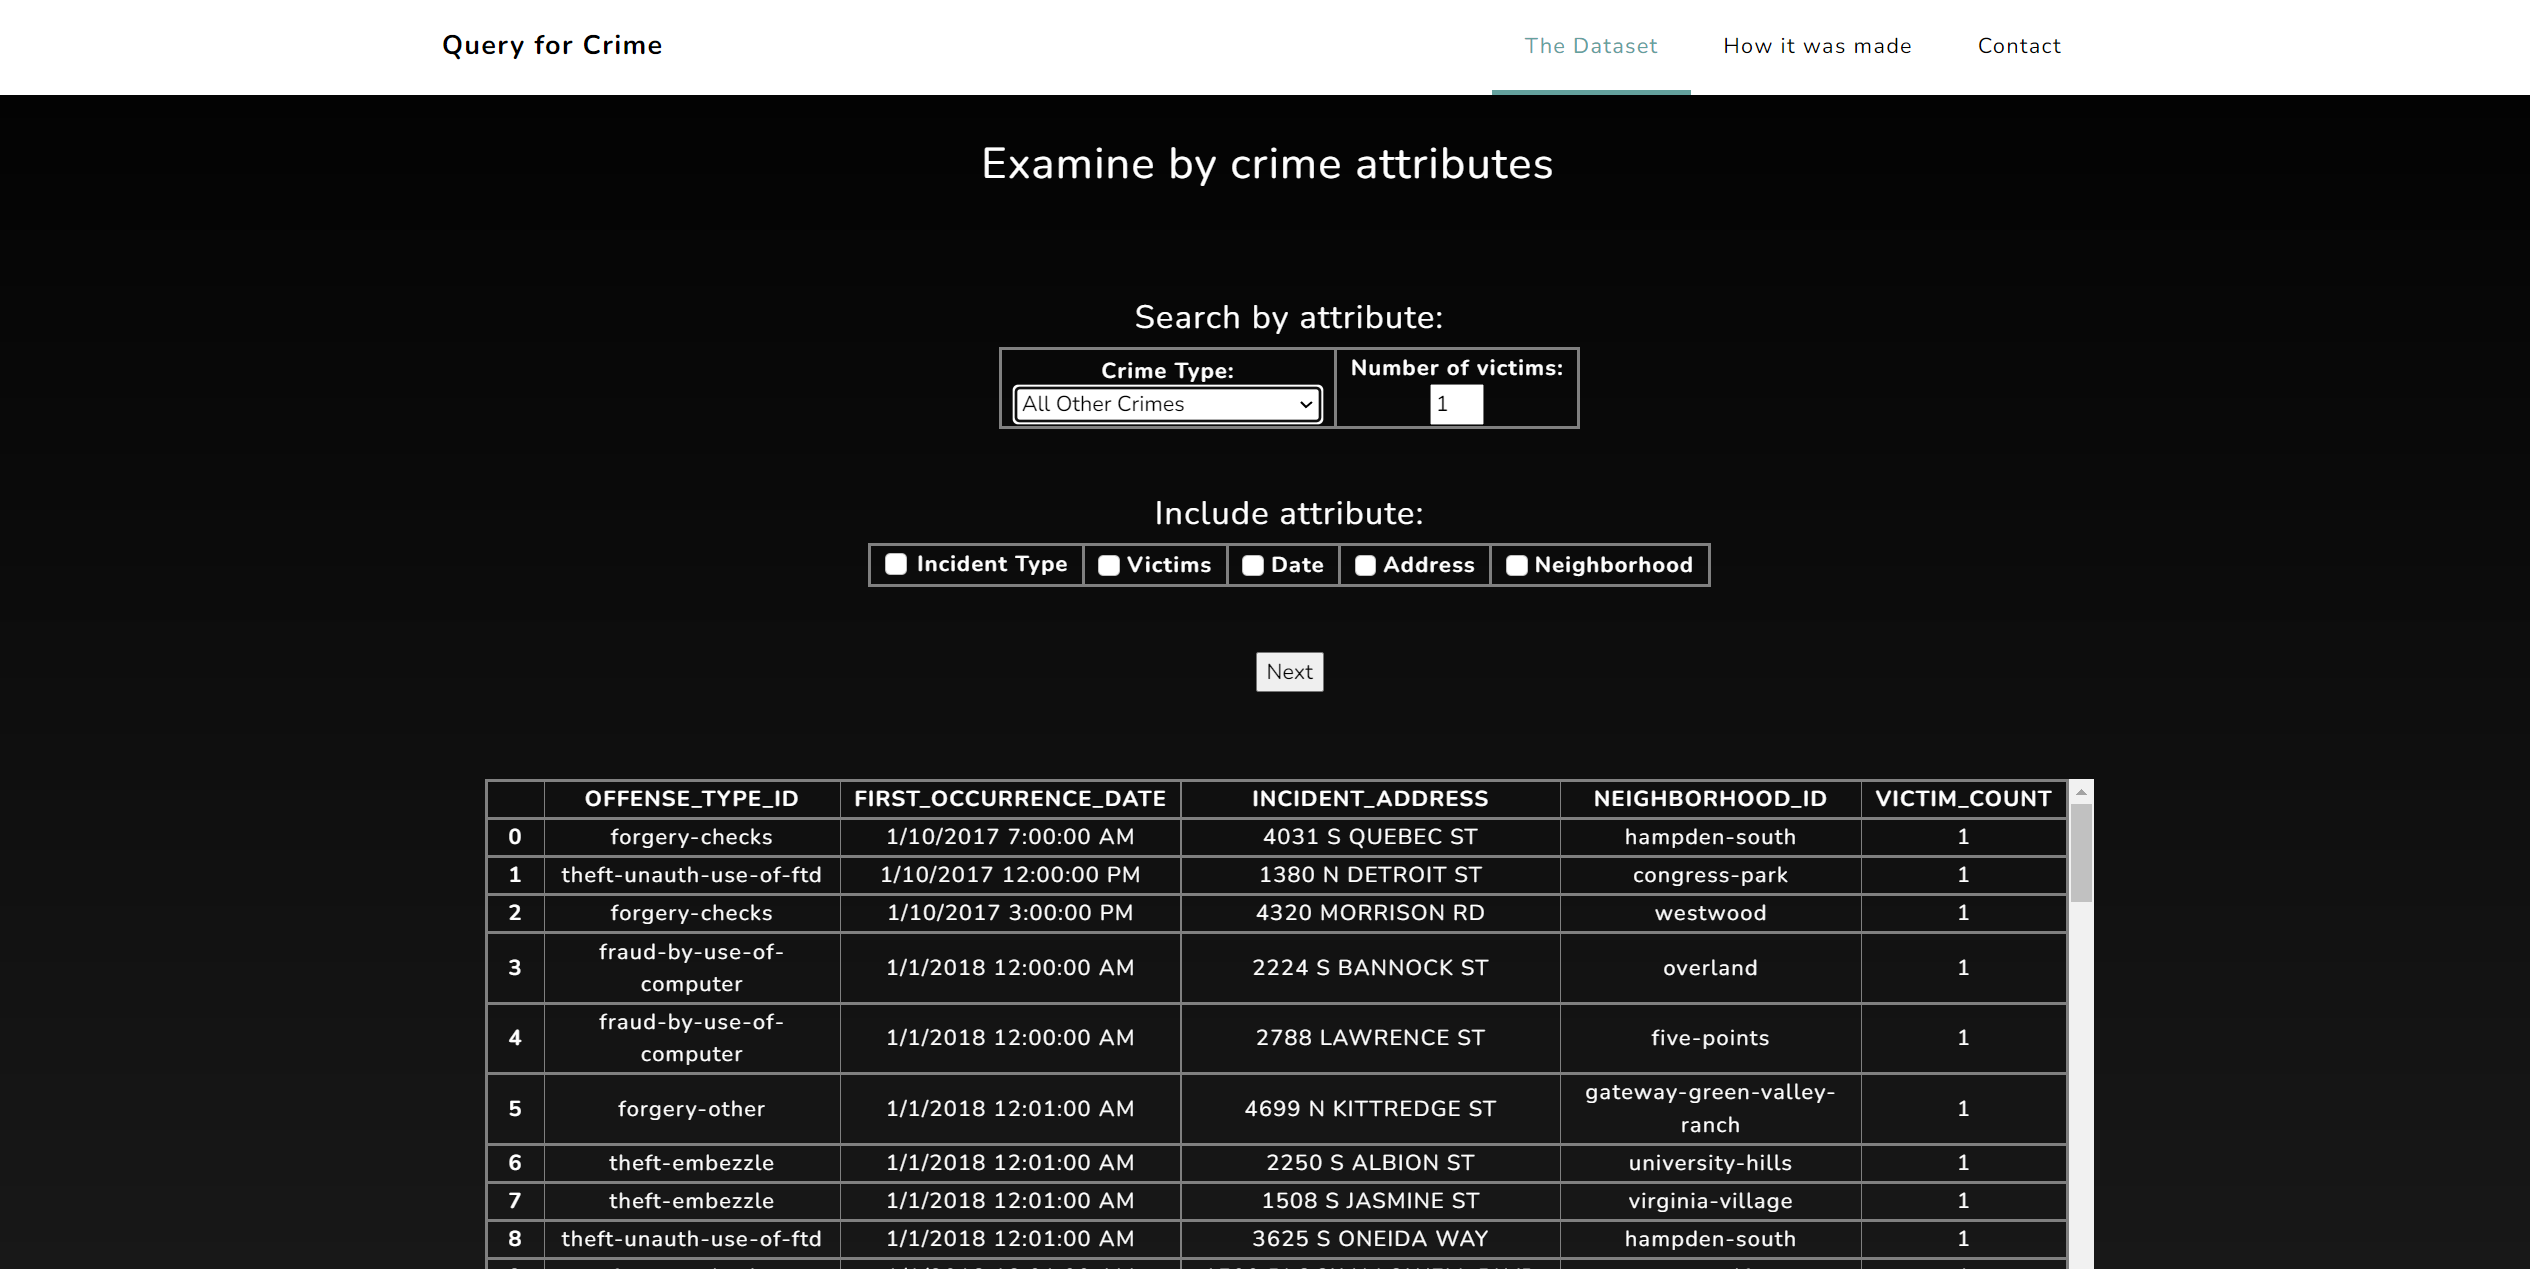 Query for Crime The Dataset How it was made Contact
Examine by crime attributes
Search by attribute:
Crime Type: Number of victims:
All Other Crimes 1
Include attribute:
Incident Type Victims Date Address Neighborhood
Next
OFFENSE_TYPE_ID FIRST_OCCURRENCE_DATE INCIDENT_ADDRESS NEIGHBORHOOD_ID VICTIM_COUNT
0 forgery-checks 1/10/2017 7:00:00 AM 4031 S QUEBEC ST hampden-south 1
1 theft-unauth-use-of-ftd 1/10/2017 12:00:00 PM 1380 N DETROIT ST congress-park 1
2 forgery-checks 1/10/2017 3:00:00 PM 4320 MORRISON RD westwood 1
3 fraud-by-use-of-
computer 1/1/2018 12:00:00 AM 2224 S BANNOCK ST overland 1
4 fraud-by-use-of-
computer 1/1/2018 12:00:00 AM 2788 LAWRENCE ST five-points 1
5 forgery-other 1/1/2018 12:01:00 AM 4699 N KITTREDGE ST gateway-green-valley-
ranch 1
6 theft-embezzle 1/1/2018 12:01:00 AM 2250 S ALBION ST university-hills 1
7 theft-embezzle 1/1/2018 12:01:00 AM 1508 S JASMINE ST virginia-village 1
8 theft-unauth-use-of-ftd 1/1/2018 12:01:00 AM 3625 S ONEIDA WAY hampden-south 1